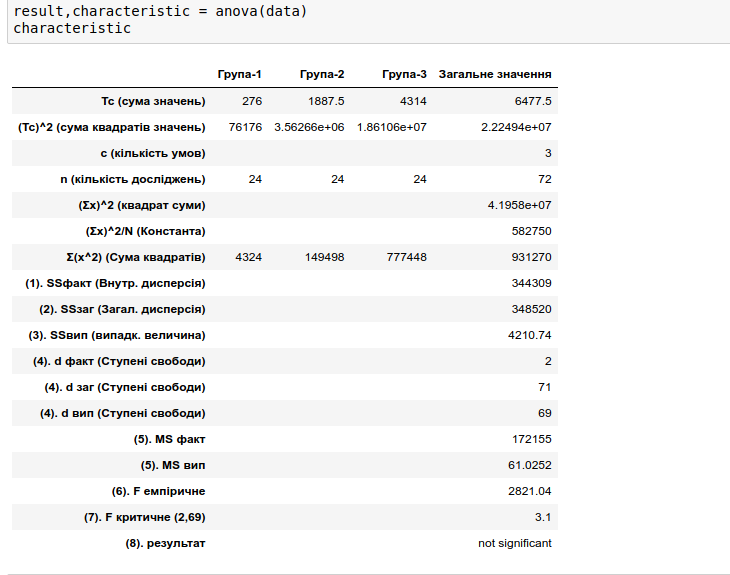 result,characteristic = anova(data)
characteristic
Група-1 Група-2 Група-3 Загальне значення
Tc (сума значень) 276 1887.5 4314 6477.5
(Tc)^2 (сума квадратів значень) 76176 3.56266e+06 1.86106e+07 2.22494e+07
c (кількість умов) 3
n (кількість досліджень) 24 24 24 72
(Σx)^2 (квадрат суми) 4.1958e+07
(Σx)^2/N (Константа) 582750
Σ(x^2) (Сума квадратів) 4324 149498 777448 931270
(1). SSфакт (Внутр. дисперсія) 344309
(2). SSзаг (Загал. дисперсія) 348520
(3). SSвип (випадк. величина) 4210.74
(4). d факт (Ступені свободи) 2
(4). d заг (Ступені свободи) 71
(4). d вип (Ступені свободи) 69
(5). MS факт 172155
(5). MS вип 61.0252
(6). F емпіричне 2821.04
(7). F критичне (2,69) 3.1
(8). результат not significant